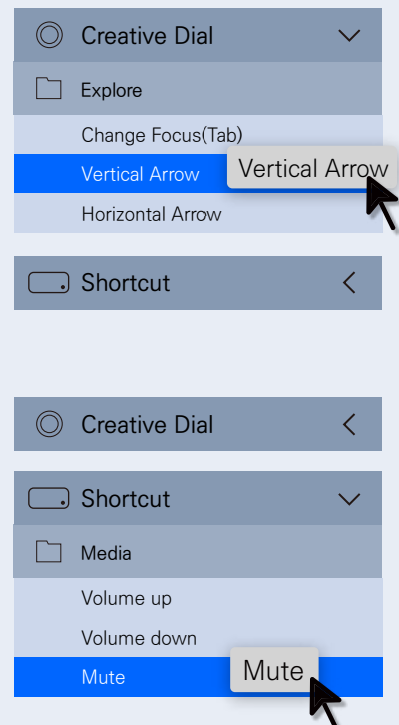 Creative Dial
Explore
Change Focus(Tab)
Vertical Arrow
Vertical Arrow
Horizontal Arrow
Shortcut
Creative Dial
Shortcut
Media
Volume up
Volume down
Mute
Mute